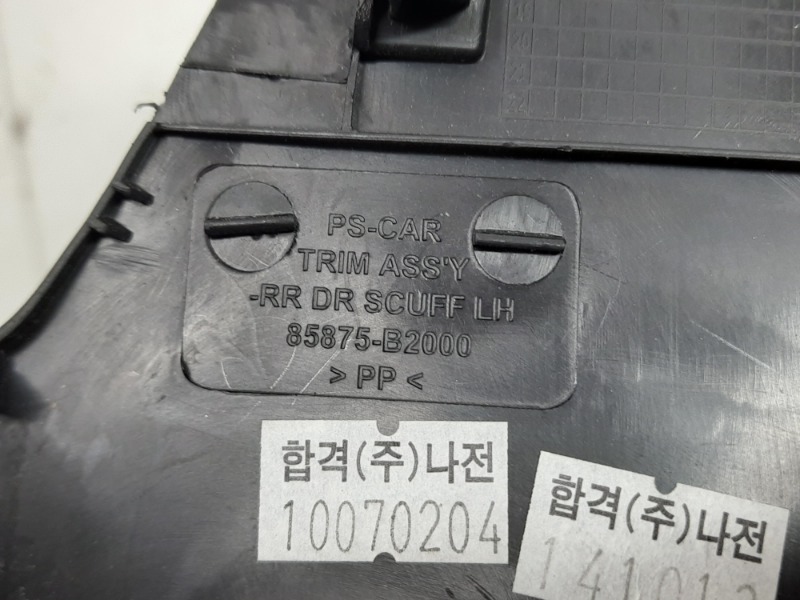 PS-CAR
TRIM ASS'Y
-RR DR SCUFF LH
85875-B2000
> PP <
합격(주)나전
10070204
합격(주)나전